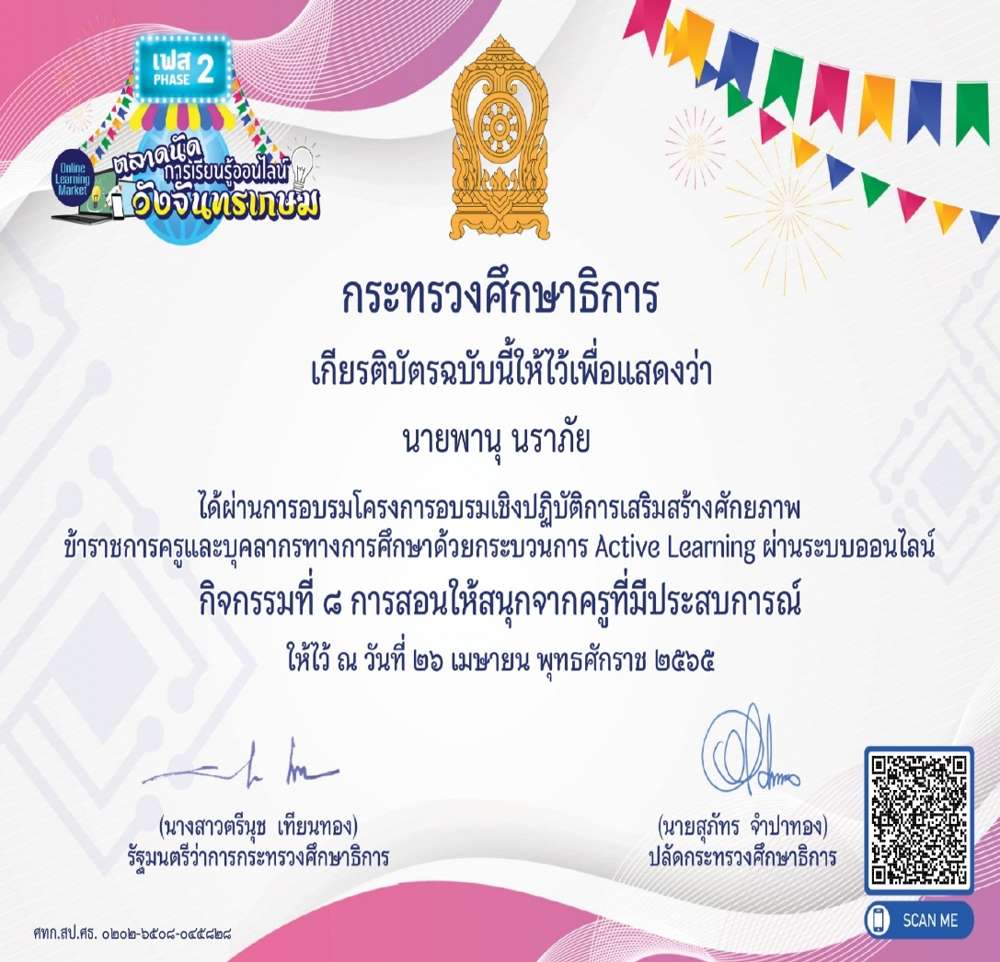 เฟส 2
PHASE
ตลาดนัด
การเรียนรู้ออนไลน์
วังจันทรเกษม
Online
Learning
Market
กระทรวงศึกษาธิการ
เกียรติบัตรฉบับนี้ให้ไว้เพื่อแสดงว่า
นายพานุ นราภัย
ได้ผ่านการอบรมโครงการอบรมเชิงปฏิบัติการเสริมสร้างศักยภาพ
ข้าราชการครูและบุคลากรทางการศึกษาด้วยกระบวนการ Active Learning ผ่านระบบออนไลน์
กิจกรรมที่ ๘ การสอนให้สนุกจากครูที่มีประสบการณ์
ให้ไว้ ณ วันที่ ๒๖ เมษายน พุทธศักราช ๒๕๖๕
(นางสาวตรีนุช เทียนทอง)
รัฐมนตรีว่าการกระทรวงศึกษาธิการ
(นายสุภัทร จำปาทอง)
ปลัดกระทรวงศึกษาธิการ
SCAN ME
ศทก.สป.ศธ. ๐๒๐๒-๖๕๐๘-๐๔๕๘๒๘